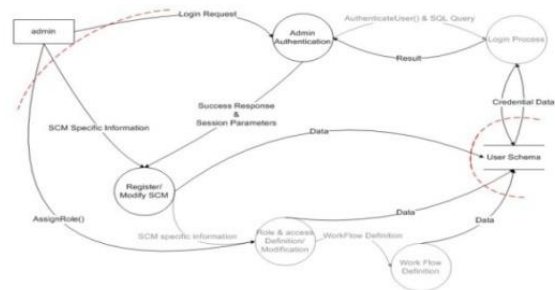 Login Request
admin
Admin
Authentication
AuthenticateUser() & SQL Query
Login Process
Result
Credential Data
Success Response
&
Session Parameters
SCM Specific Information
Data
User Schema
Register/
Modify SCM
AssignRole()
SCM specific information
Role & access
Definition/
Modification
Data
WorkFlow Definition
Data
Work Flow
Definition